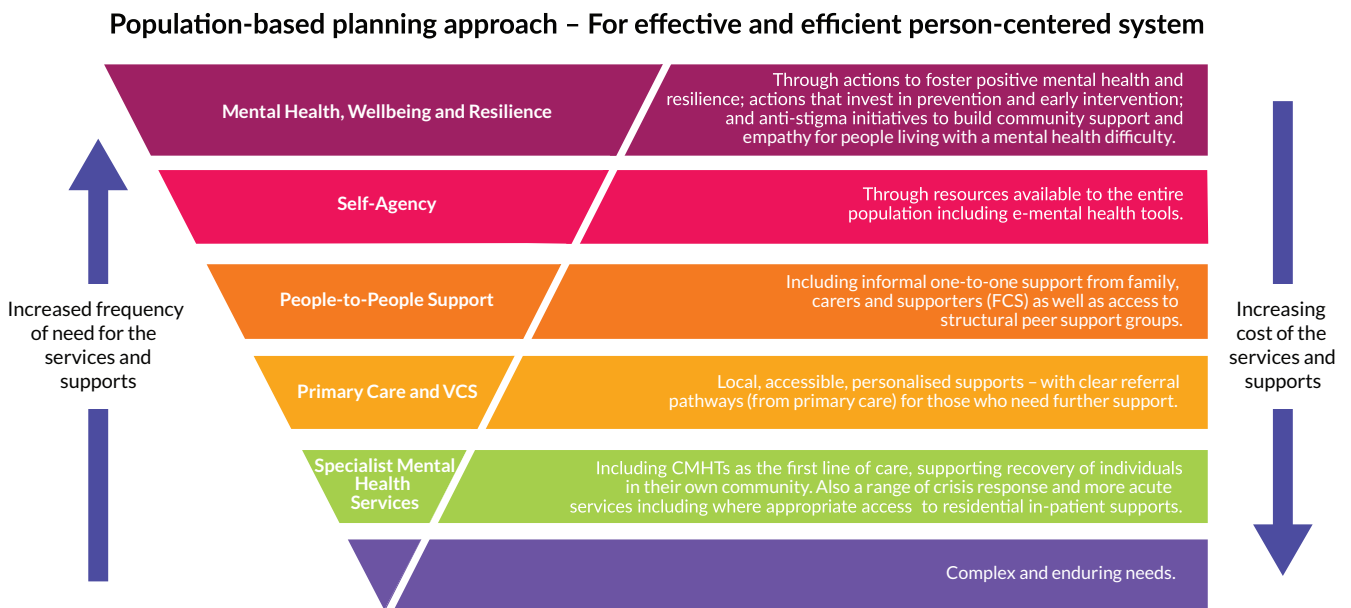 Population-based planning approach – For effective and efficient person-centered system
Mental Health, Wellbeing and Resilience
Through actions to foster positive mental health and
resilience; actions that invest in prevention and early intervention;
and anti-stigma initiatives to build community support and
empathy for people living with a mental health difficulty.
Self-Agency
Through resources available to the entire
population including e-mental health tools.
People-to-People Support
Including informal one-to-one support from family,
carers and supporters (FCS) as well as access to
structural peer support groups.
Primary Care and VCS
Local, accessible, personalised supports – with clear referral
pathways (from primary care) for those who need further support.
Specialist Mental
Health
Services
Including CMHTs as the first line of care, supporting recovery of individuals
in their own community. Also a range of crisis response and more acute
services including where appropriate access to residential in-patient supports.
Complex and enduring needs.
Increased frequency
of need for the
services and
supports
Increasing
cost of the
services and
supports